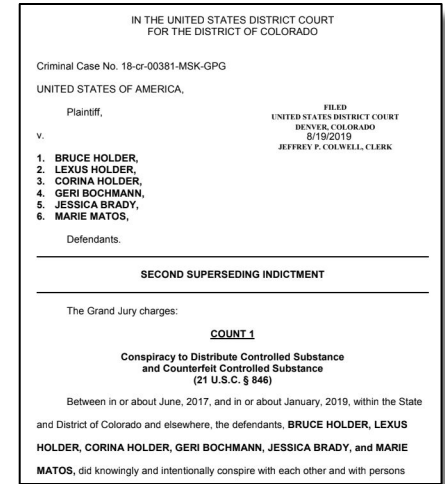 IN THE UNITED STATES DISTRICT COURT
FOR THE DISTRICT OF COLORADO
Criminal Case No. 18-cr-00381-MSK-GPG
UNITED STATES OF AMERICA,
Plaintiff,
v.
FILED
UNITED STATES DISTRICT COURT
DENVER, COLORADO
8/19/2019
JEFFREY P. COLWELL, CLERK
1. BRUCE HOLDER,
2. LEXUS HOLDER,
3. CORINA HOLDER,
4. GERI BOCHMANN,
5. JESSICA BRADY,
6. MARIE MATOS,
Defendants.
SECOND SUPERSEDING INDICTMENT
The Grand Jury charges:
COUNT 1
Conspiracy to Distribute Controlled Substance
and Counterfeit Controlled Substance
(21 U.S.C. § 846)
Between in or about June, 2017, and in or about January, 2019, within the State
and District of Colorado and elsewhere, the defendants, BRUCE HOLDER, LEXUS
HOLDER, CORINA HOLDER, GERI BOCHMANN, JESSICA BRADY, and MARIE
MATOS, did knowingly and intentionally conspire with each other and with persons